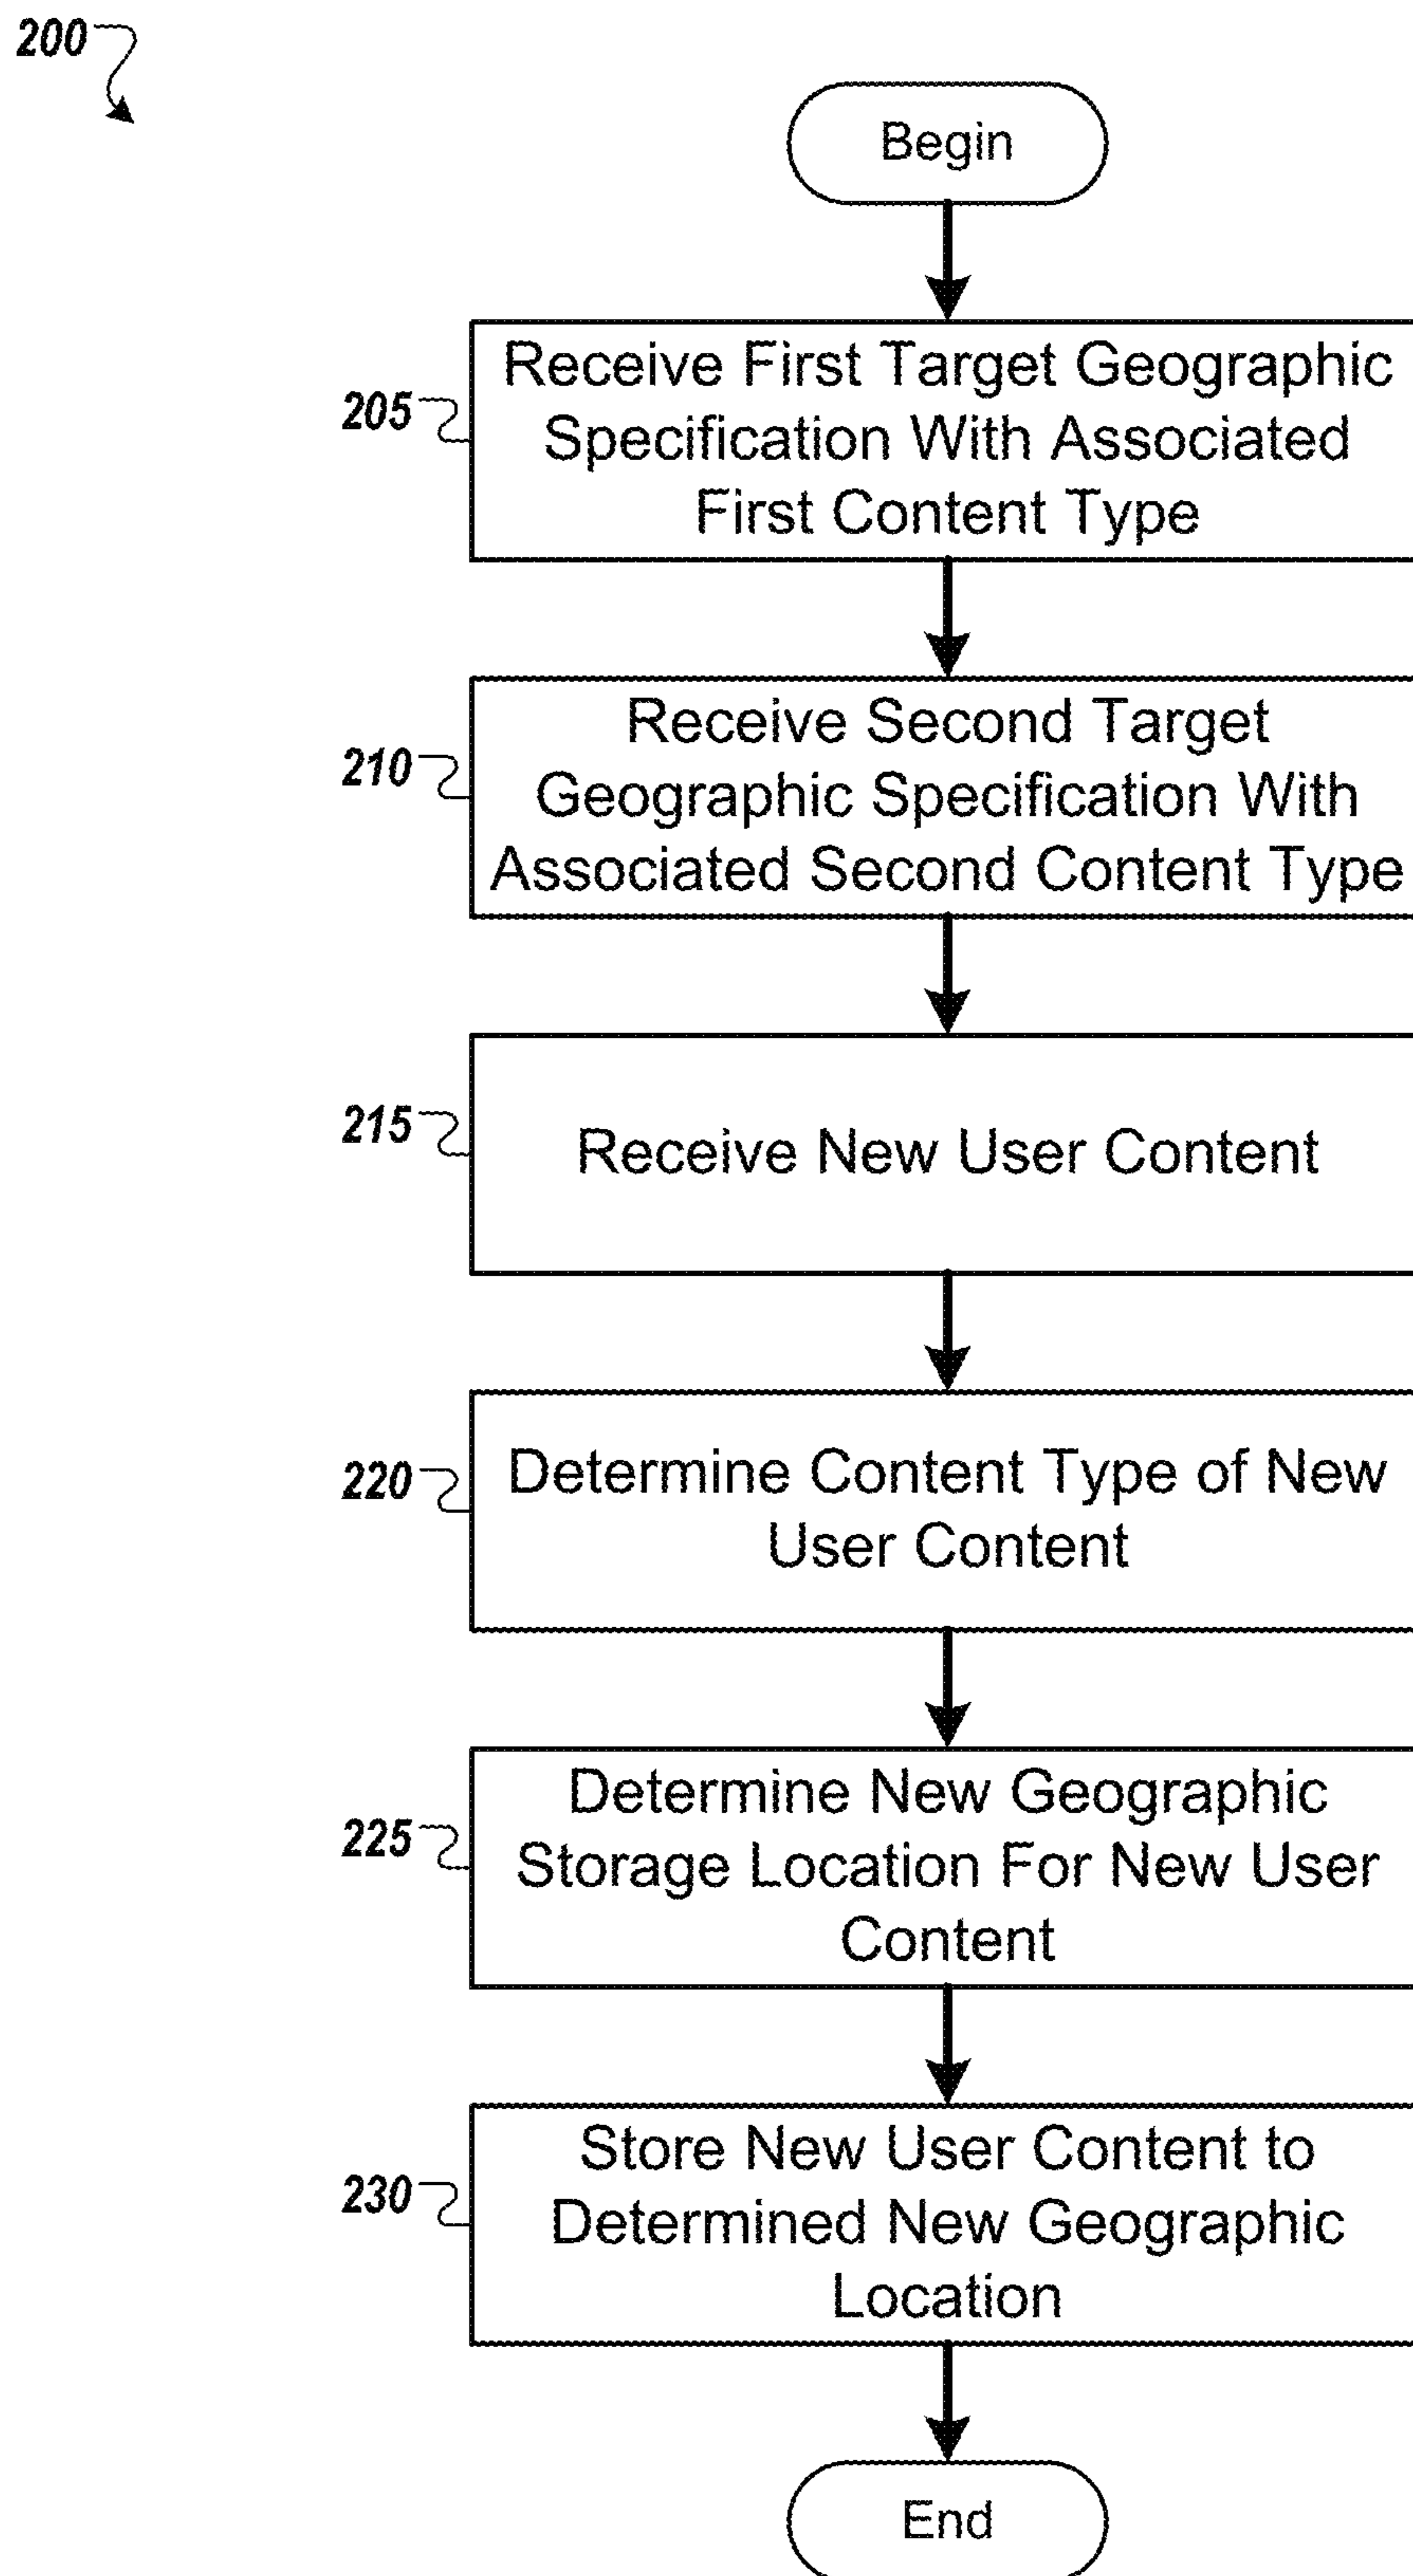 200
Begin
205
Receive First Target Geographic
Specification With Associated
First Content Type
210
Receive Second Target
Geographic Specification With
Associated Second Content Type
215
Receive New User Content
220
Determine Content Type of New
User Content
225
Determine New Geographic
Storage Location For New User
Content
230
Store New User Content to
Determined New Geographic
Location
End